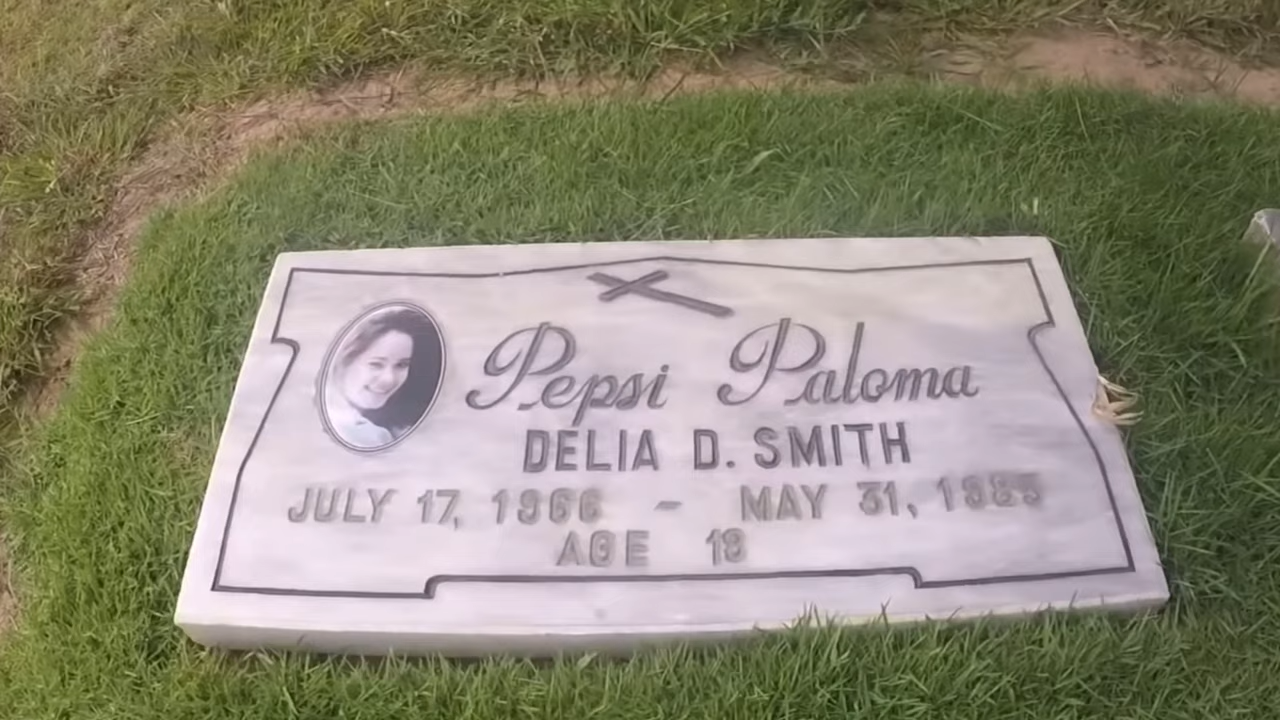 Pepsi Paloma
DELIA D. SMITH
JULY 17, 1966 - MAY 31, 1985
AGE 18